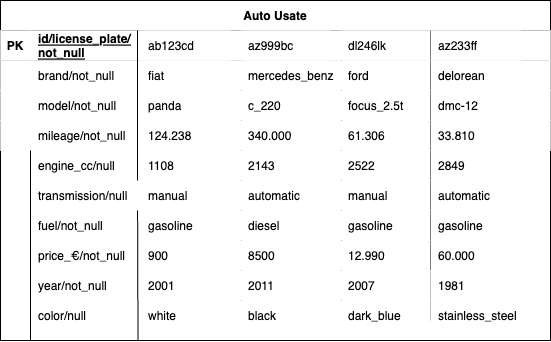 Auto Usate
PK id/license_plate/ ab123cd az999bc dl246lk az233ff
not_null
brand/not_null fiat mercedes_benz ford delorean
model/not_null panda c_220 focus_2.5t dmc-12
mileage/not_null 124.238 340.000 61.306 33.810
engine_cc/null 1108 2143 2522 2849
transmission/null manual automatic manual automatic
fuel/not_null gasoline diesel gasoline gasoline
price_€/not_null 900 8500 12.990 60.000
year/not_null 2001 2011 2007 1981
color/null white black dark_blue stainless_steel